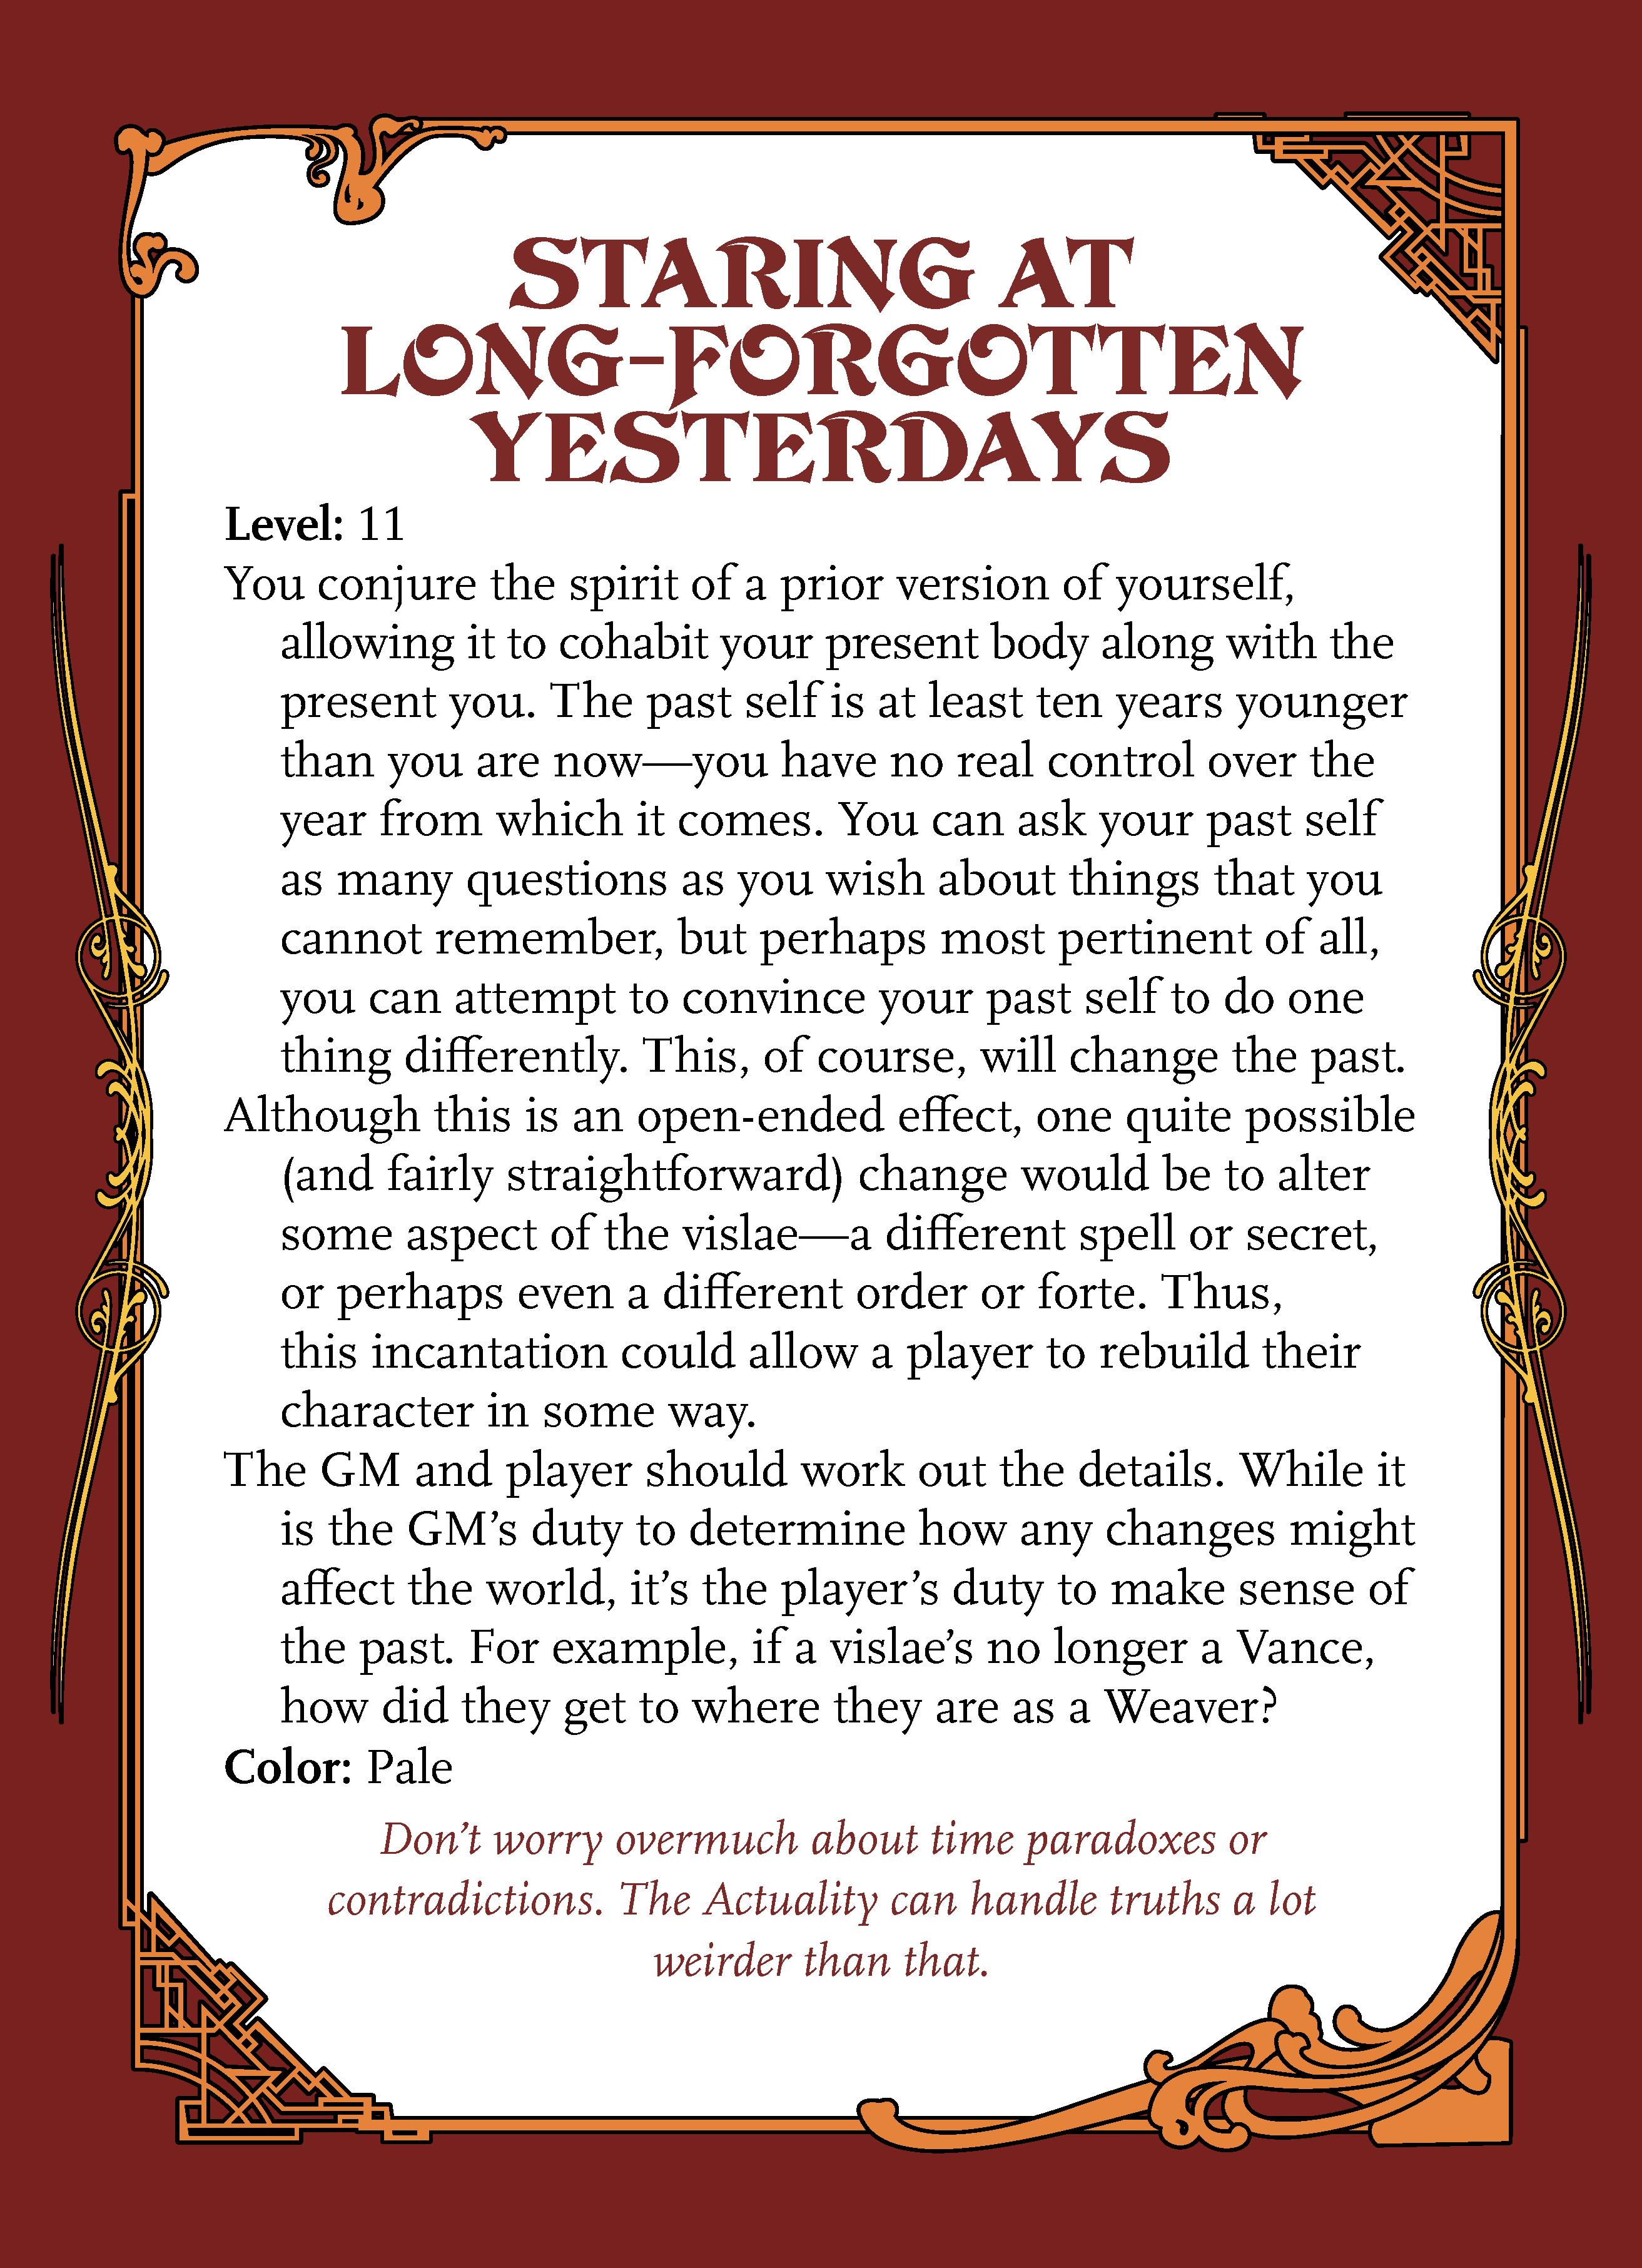 STARING AT
LONG-FORGOTTEN
YESTERDAYS
Level: 11
You conjure the spirit of a prior version of yourself,
allowing it to cohabit your present body along with the
present you. The past self is at least ten years younger
than you are now—you have no real control over the
year from which it comes. You can ask your past self
as many questions as you wish about things that you
cannot remember, but perhaps most pertinent of all,
you can attempt to convince your past self to do one
thing differently. This, of course, will change the past.
Although this is an open-ended effect, one quite possible
(and fairly straightforward) change would be to alter
some aspect of the vislae—a different spell or secret,
or perhaps even a different order or forte. Thus,
this incantation could allow a player to rebuild their
character in some way.
The GM and player should work out the details. While it
is the GM’s duty to determine how any changes might
affect the world, it’s the player’s duty to make sense of
the past. For example, if a vislae’s no longer a Vance,
how did they get to where they are as a Weaver?
Color: Pale
Don’t worry overmuch about time paradoxes or
contradictions. The Actuality can handle truths a lot
weirder than that.